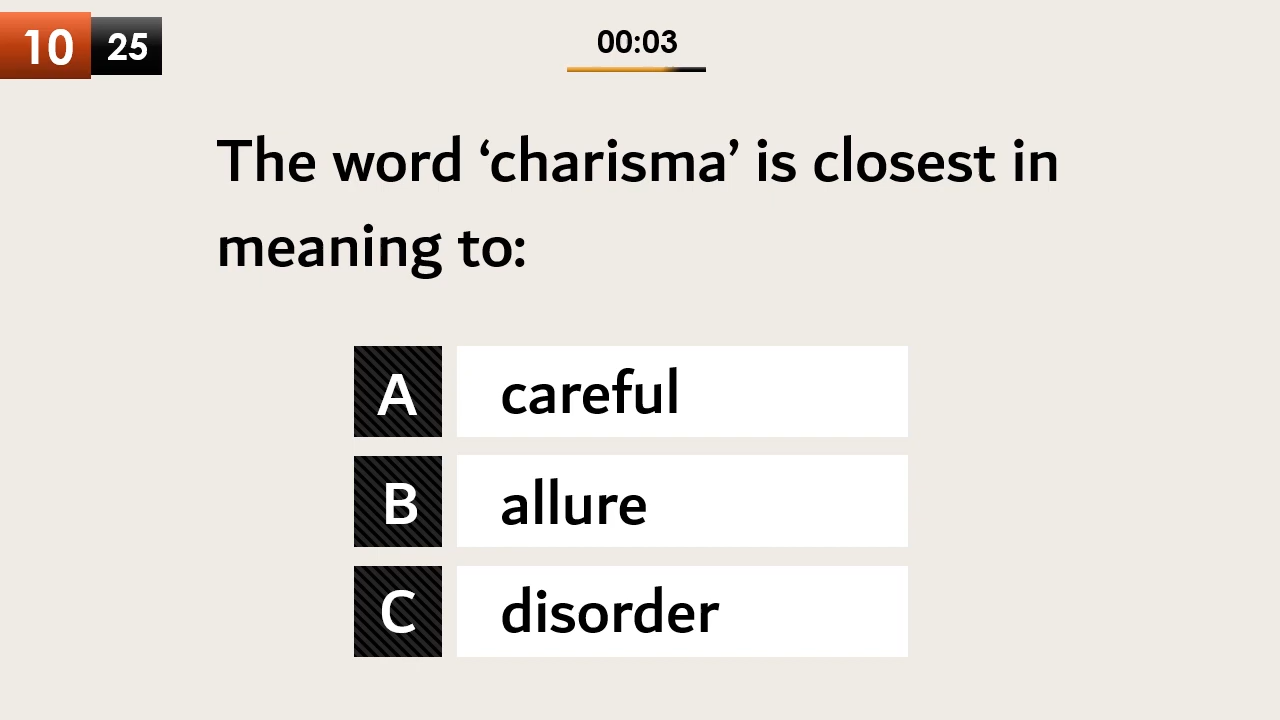 10 25
00:03
The word ‘charisma’ is closest in
meaning to:
A careful
B allure
C disorder